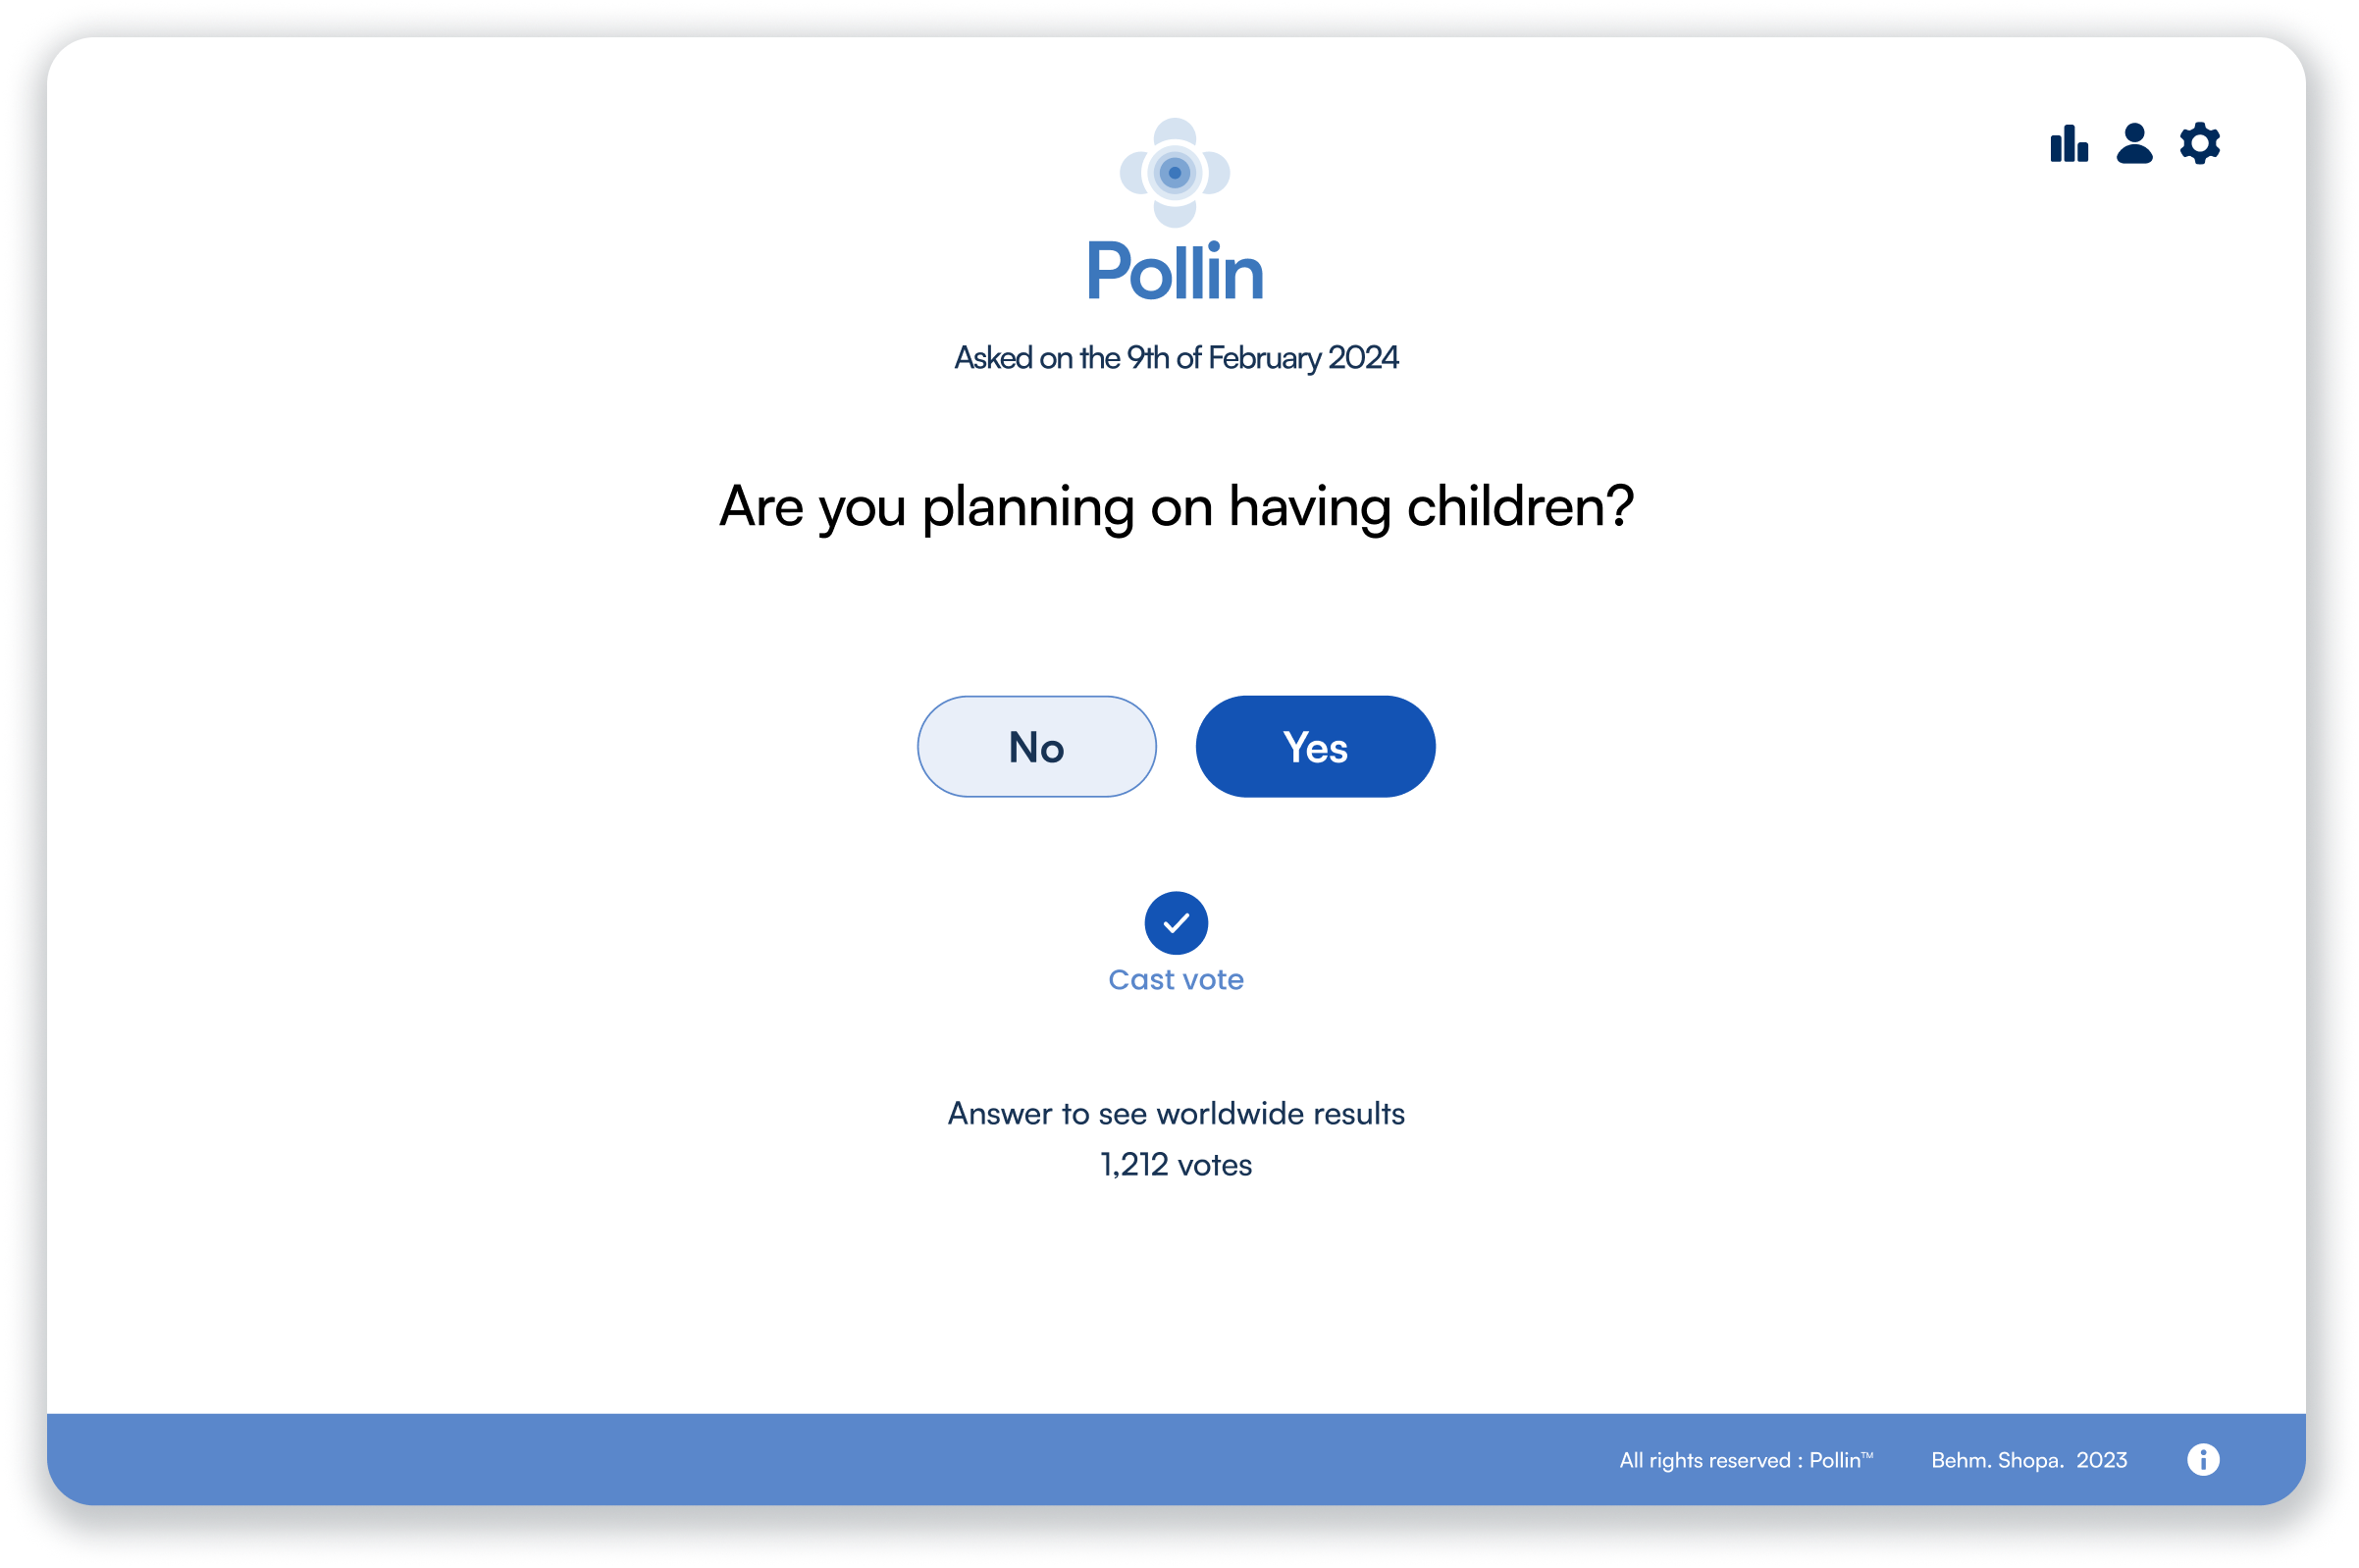 Pollin
Asked on the 9th of February 2024
Are you planning on having children?
No Yes
Cast vote
Answer to see worldwide results
1,212 votes
All rights reserved : Pollin™ Behm. Shopa. 2023